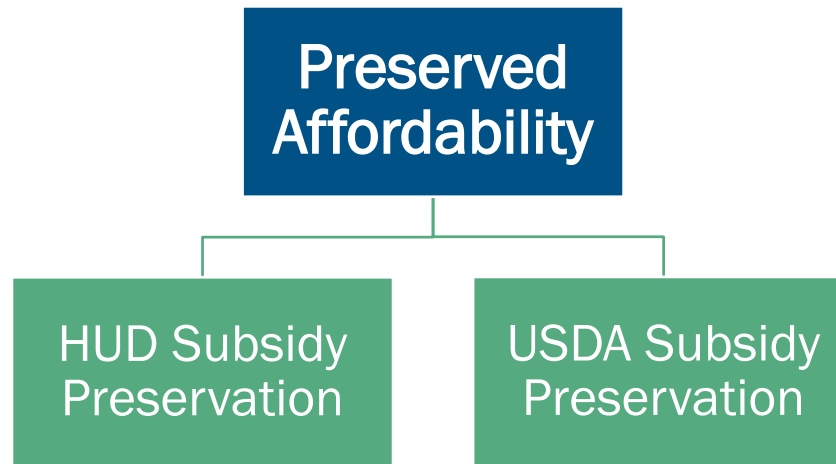 Preserved
Affordability
HUD Subsidy
Preservation
USDA Subsidy
Preservation